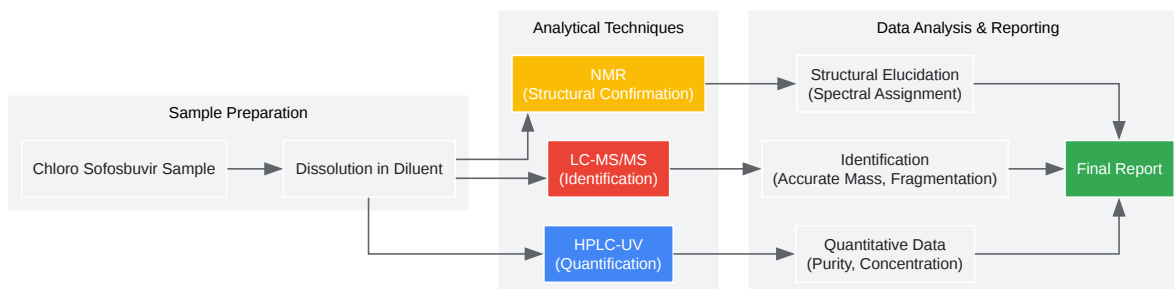 Sample Preparation
Chloro Sofosbuvir Sample
Dissolution in Diluent
Analytical Techniques
NMR
(Structural Confirmation)
LC-MS/MS
(Identification)
HPLC-UV
(Quantification)
Data Analysis & Reporting
Structural Elucidation
(Spectral Assignment)
Identification
(Accurate Mass, Fragmentation)
Quantitative Data
(Purity, Concentration)
Final Report